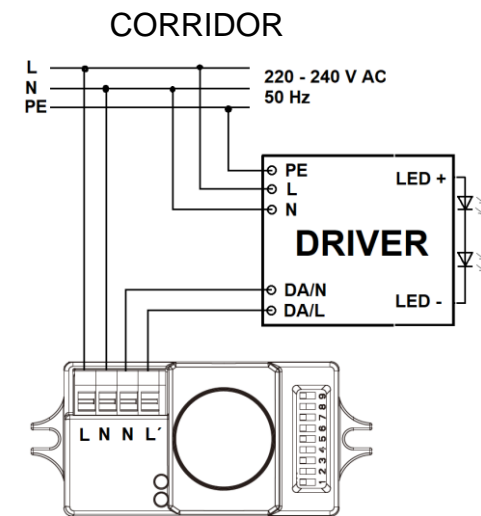 CORRIDOR
L
N
PE
220 - 240 V AC
50 Hz
PE
L
N
LED +
DRIVER
DA/N
DA/L
LED -
L N N L´
1 2 3 4 5 6 7 8 9